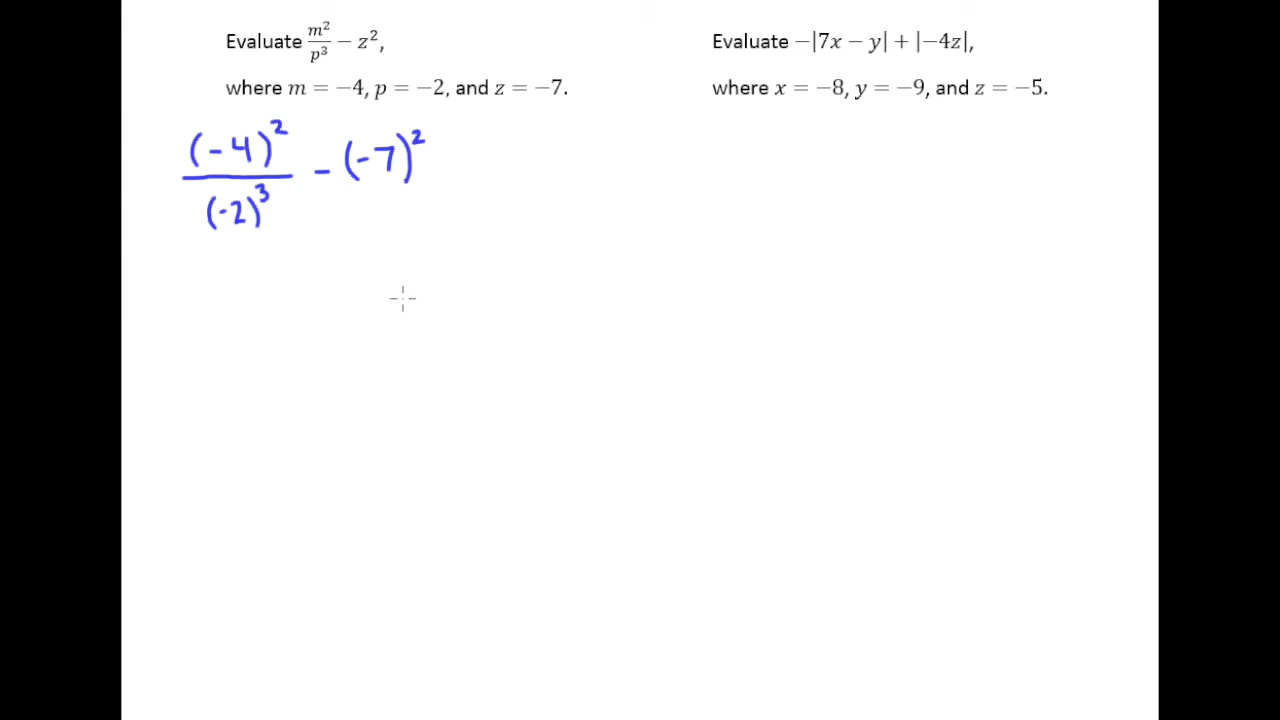 Evaluate m²/p³ − z²,
where m = −4, p = −2, and z = −7.
(-4)²/(-2)³ - (-7)²
Evaluate −|7x − y| + |−4z|,
where x = −8, y = −9, and z = −5.